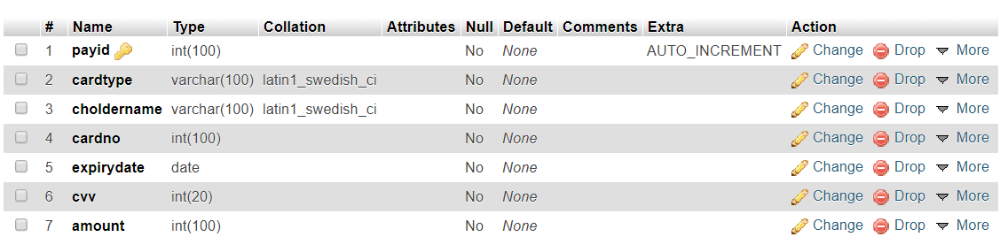 # Name Type Collation Attributes Null Default Comments Extra Action
1 payid int(100) No None AUTO_INCREMENT Change Drop More
2 cardtype varchar(100) latin1_swedish_ci No None Change Drop More
3 choldername varchar(100) latin1_swedish_ci No None Change Drop More
4 cardno int(100) No None Change Drop More
5 expirydate date No None Change Drop More
6 cvv int(20) No None Change Drop More
7 amount int(100) No None Change Drop More